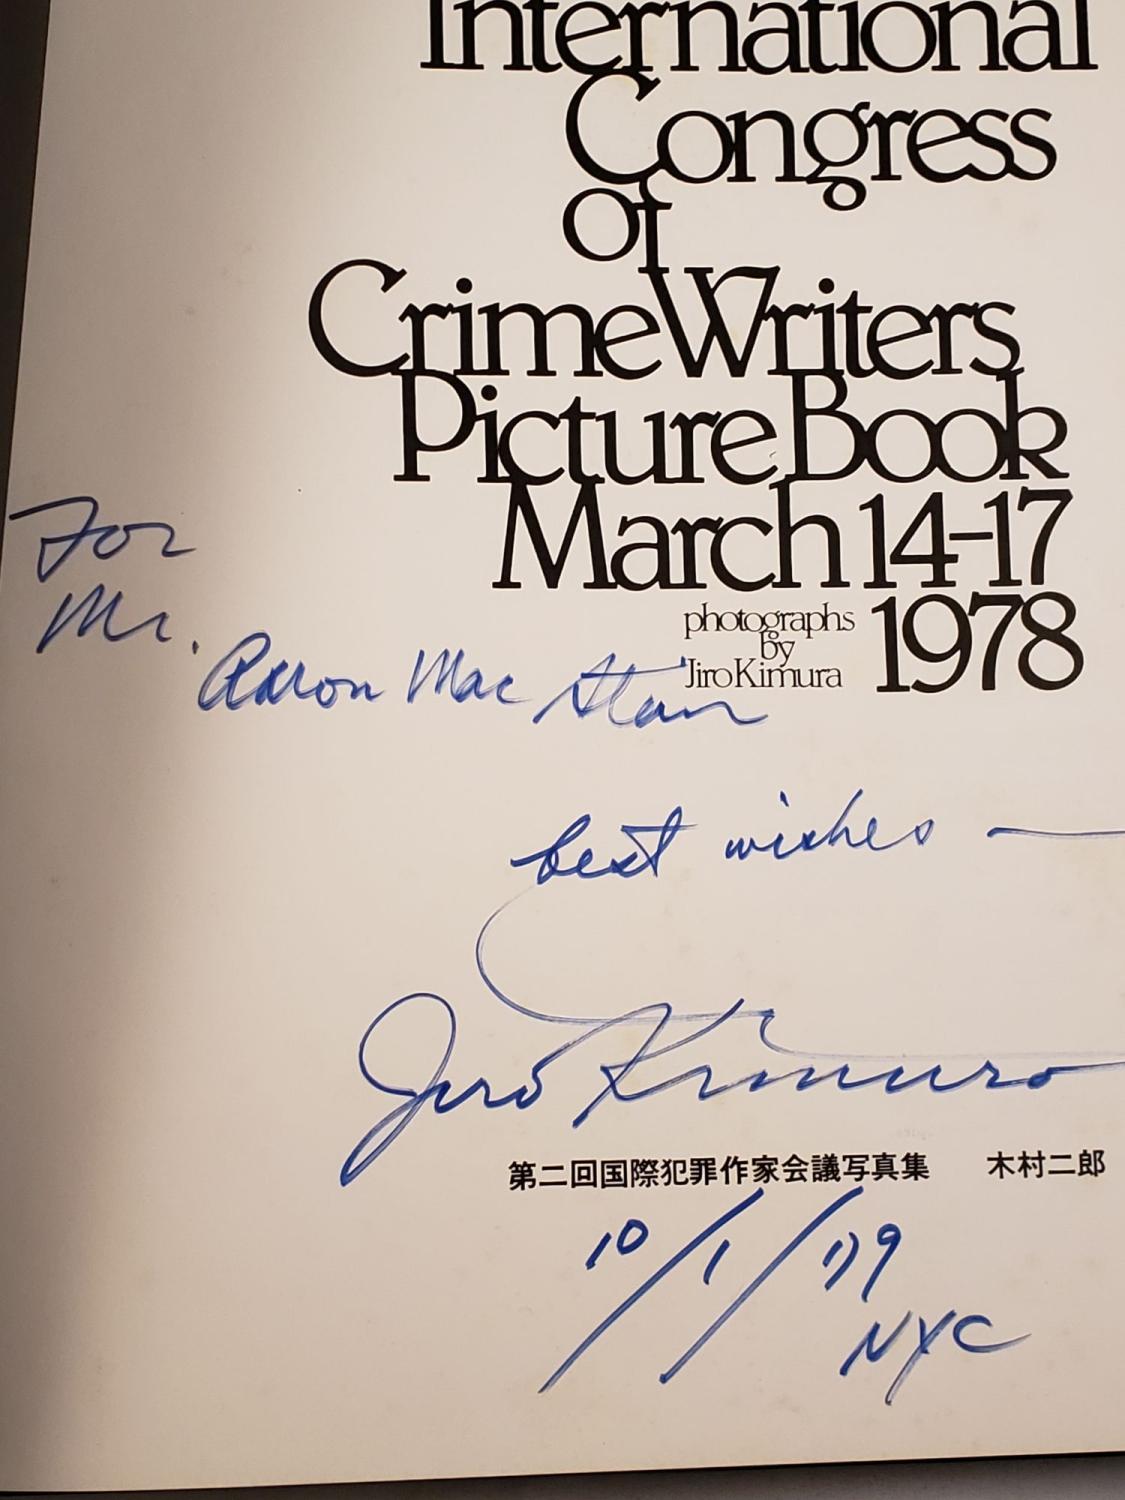 International
Congress
of
Crime Writers
Picture Book
March 14-17
1978
photographs
by
Jiro Kimura
For
Mr. Aaron Mac
best wishes —
Jiro Kimura
第二回国際犯罪作家会議写真集 木村二郎
10/1/79
NYC